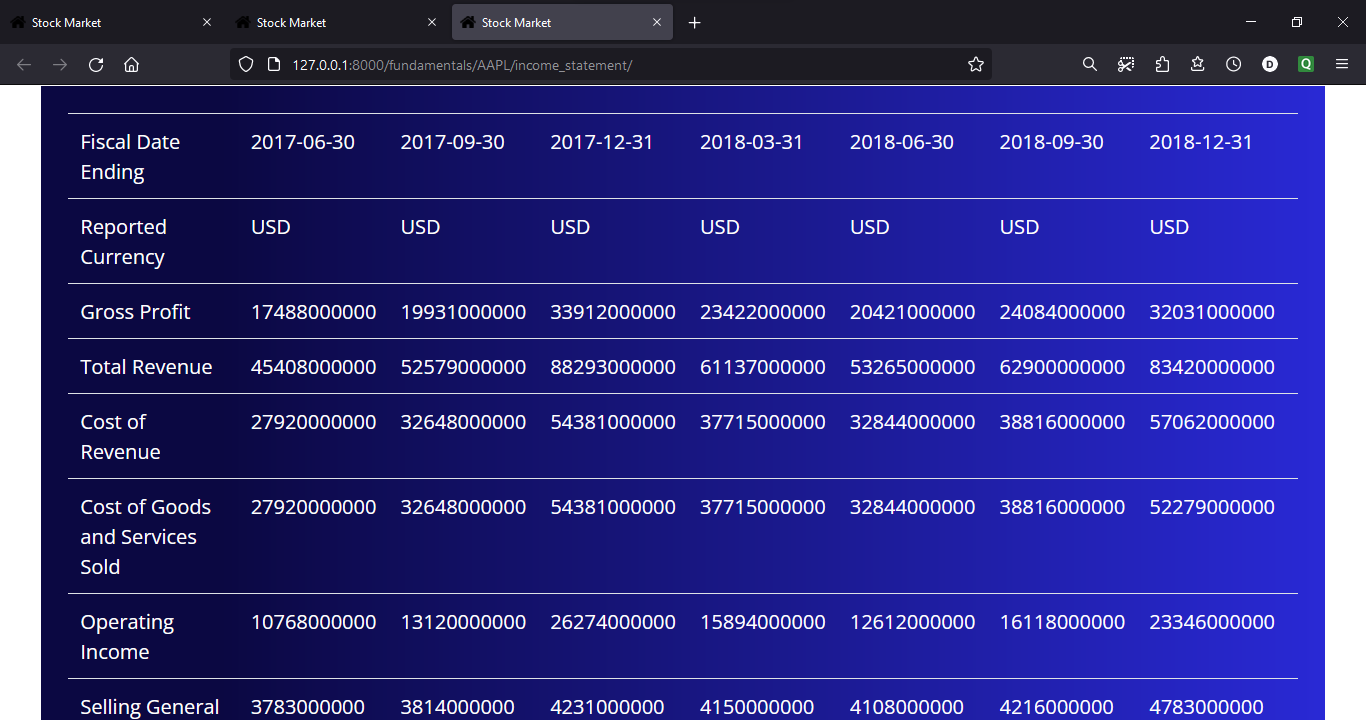 Stock Market
Stock Market
Stock Market
127.0.0.1:8000/fundamentals/AAPL/income_statement/
D
Q
Fiscal Date 2017-06-30 2017-09-30 2017-12-31 2018-03-31 2018-06-30 2018-09-30 2018-12-31
Ending
Reported USD USD USD USD USD USD USD
Currency
Gross Profit 17488000000 19931000000 33912000000 23422000000 20421000000 24084000000 32031000000
Total Revenue 45408000000 52579000000 88293000000 61137000000 53265000000 62900000000 83420000000
Cost of 27920000000 32648000000 54381000000 37715000000 32844000000 38816000000 57062000000
Revenue
Cost of Goods 27920000000 32648000000 54381000000 37715000000 32844000000 38816000000 52279000000
and Services
Sold
Operating 10768000000 13120000000 26274000000 15894000000 12612000000 16118000000 23346000000
Income
Selling General 3783000000 3814000000 4231000000 4150000000 4108000000 4216000000 4783000000